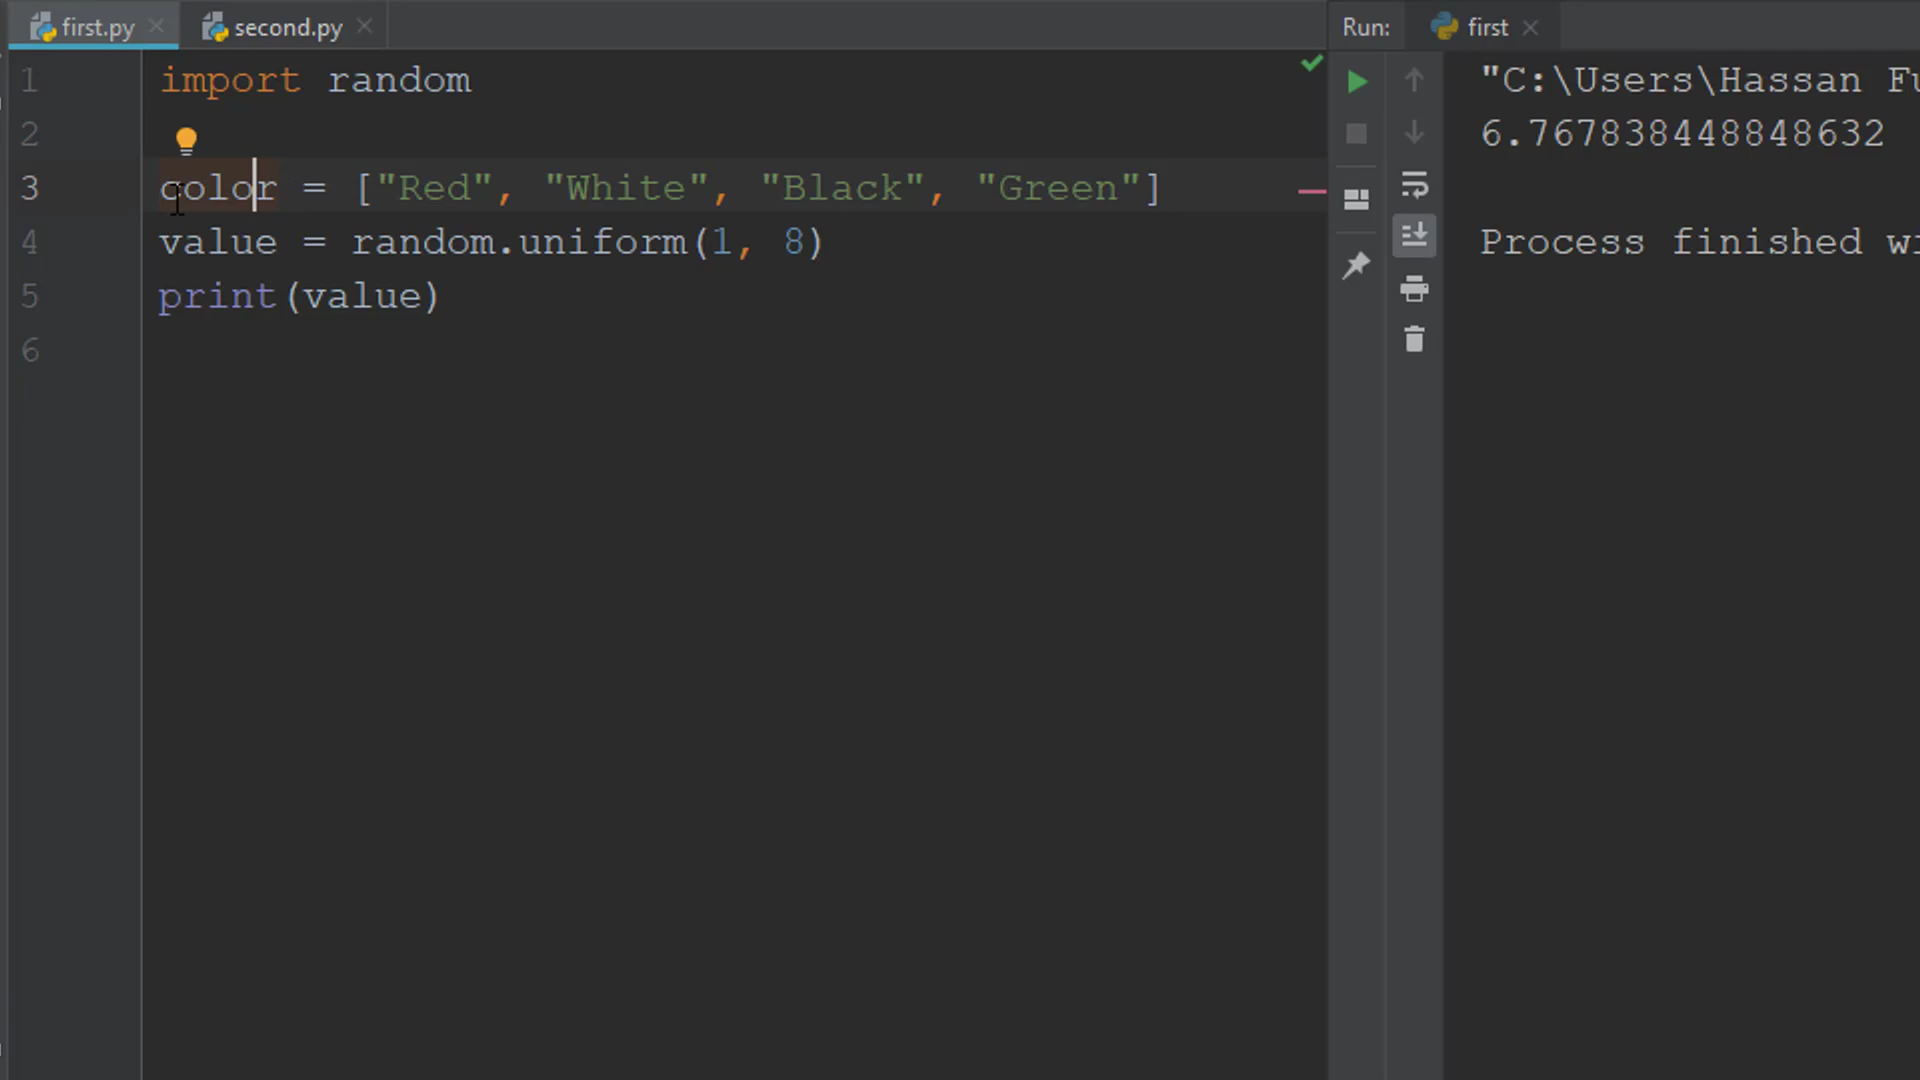 first.py
second.py
Run:
first
1 import random
2
3 color = ["Red", "White", "Black", "Green"]
4 value = random.uniform(1, 8)
5 print(value)
6
"C:\Users\Hassan
6.767838448848632
Process finished